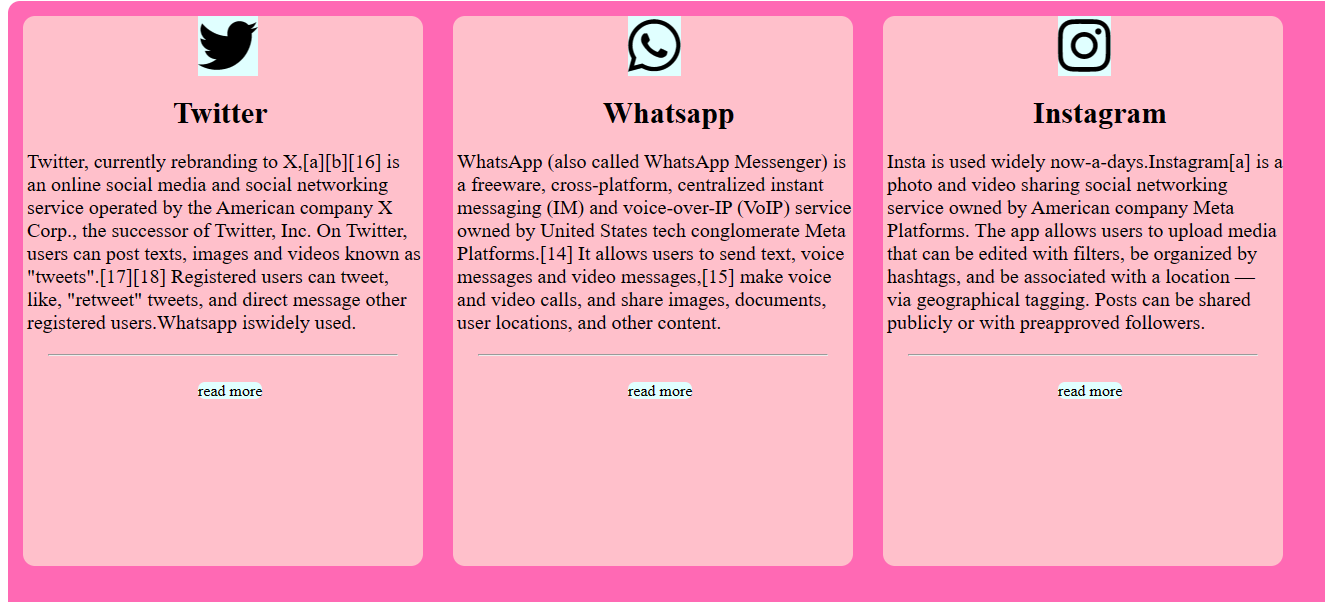 Twitter
Twitter, currently rebranding to X,[a][b][16] is
an online social media and social networking
service operated by the American company X
Corp., the successor of Twitter, Inc. On Twitter,
users can post texts, images and videos known as
"tweets".[17][18] Registered users can tweet,
like, "retweet" tweets, and direct message other
registered users.Whatsapp iswidely used.
read more
Whatsapp
WhatsApp (also called WhatsApp Messenger) is
a freeware, cross-platform, centralized instant
messaging (IM) and voice-over-IP (VoIP) service
owned by United States tech conglomerate Meta
Platforms.[14] It allows users to send text, voice
messages and video messages,[15] make voice
and video calls, and share images, documents,
user locations, and other content.
read more
Instagram
Insta is used widely now-a-days.Instagram[a] is a
photo and video sharing social networking
service owned by American company Meta
Platforms. The app allows users to upload media
that can be edited with filters, be organized by
hashtags, and be associated with a location —
via geographical tagging. Posts can be shared
publicly or with preapproved followers.
read more